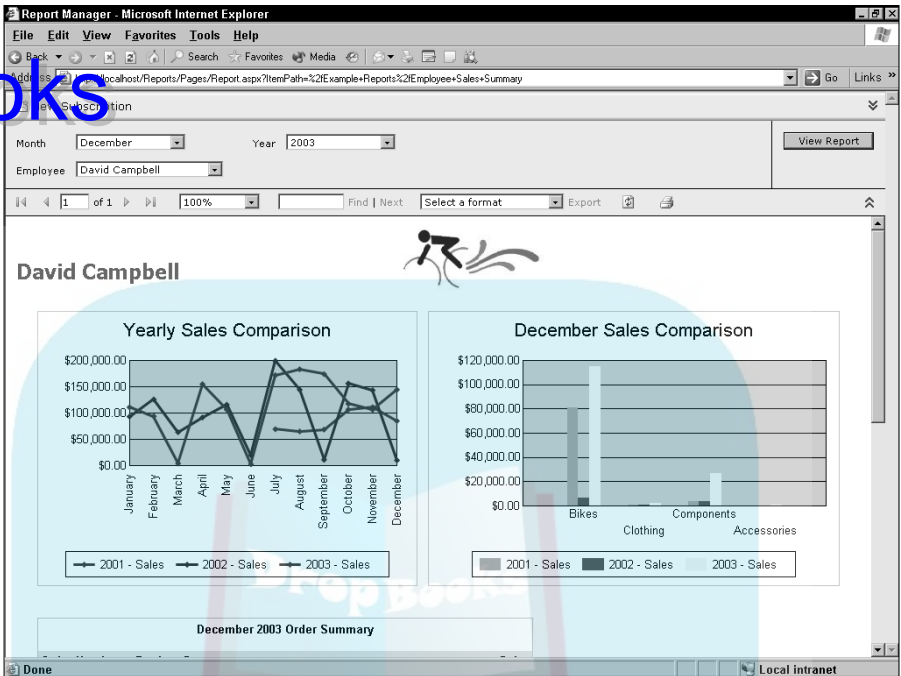 Report Manager - Microsoft Internet Explorer
File Edit View Favorites Tools Help
Back Search Favorites Media
Address localhost/Reports/Pages/Report.aspx?ItemPath=%2fExample+Reports%2fEmployee+Sales+Summary Go Links »
oks
Subscription
Month December Year 2003 View Report
Employee David Campbell
1 of 1 100% Find | Next Select a format Export
David Campbell
Yearly Sales Comparison
$200,000.00
$150,000.00
$100,000.00
$50,000.00
$0.00
January February March April May June July August September October November December
2001 - Sales 2002 - Sales 2003 - Sales
December Sales Comparison
$120,000.00
$100,000.00
$80,000.00
$60,000.00
$40,000.00
$20,000.00
$0.00
Bikes Clothing Components Accessories
2001 - Sales 2002 - Sales 2003 - Sales
DropBooks
December 2003 Order Summary
Done Local intranet